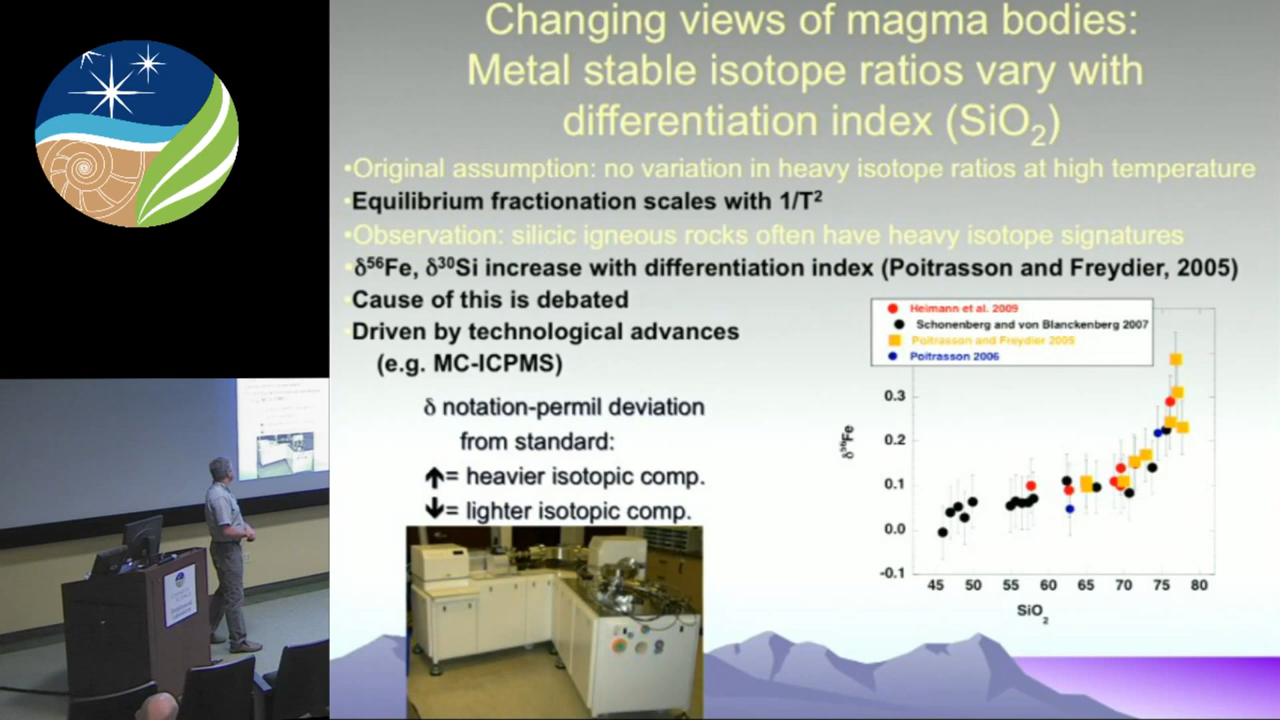 Changing views of magma bodies:
Metal stable isotope ratios vary with
differentiation index (SiO₂)
•Original assumption: no variation in heavy isotope ratios at high temperature
•Equilibrium fractionation scales with 1/T²
•Observation: silicic igneous rocks often have heavy isotope signatures
•δ⁵⁶Fe, δ³⁰Si increase with differentiation index (Poitrasson and Freydier, 2005)
•Cause of this is debated
•Driven by technological advances
(e.g. MC-ICPMS)
δ notation-permil deviation
from standard:
↑= heavier isotopic comp.
↓= lighter isotopic comp.
Heimann et al. 2009
Schonenberg and von Blanckenberg 2007
Poitrasson and Freydier 2005
Poitrasson 2006
0.3
0.2
0.1
0.0
-0.1
δ⁵⁶Fe
45 50 55 60 65 70 75 80
SiO₂